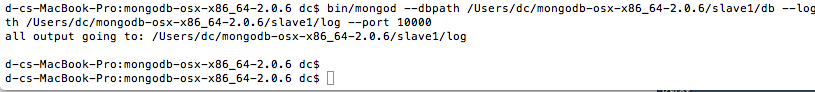 d-cs-MacBook-Pro:mongodb-osx-x86_64-2.0.6 dc$ bin/mongod --dbpath /Users/dc/mongodb-osx-x86_64-2.0.6/slave1/db --log
th /Users/dc/mongodb-osx-x86_64-2.0.6/slave1/log --port 10000
all output going to: /Users/dc/mongodb-osx-x86_64-2.0.6/slave1/log
d-cs-MacBook-Pro:mongodb-osx-x86_64-2.0.6 dc$
d-cs-MacBook-Pro:mongodb-osx-x86_64-2.0.6 dc$